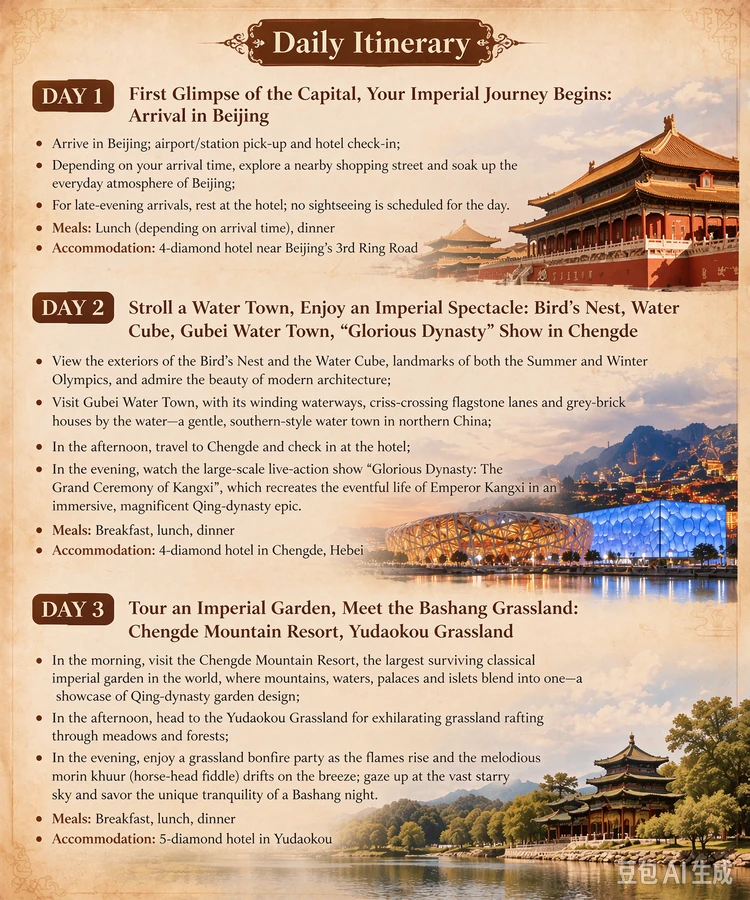 Daily Itinerary
DAY 1
First Glimpse of the Capital, Your Imperial Journey Begins:
Arrival in Beijing
• Arrive in Beijing; airport/station pick-up and hotel check-in;
• Depending on your arrival time, explore a nearby shopping street and soak up the
everyday atmosphere of Beijing;
• For late-evening arrivals, rest at the hotel; no sightseeing is scheduled for the day.
• Meals: Lunch (depending on arrival time), dinner
• Accommodation: 4-diamond hotel near Beijing’s 3rd Ring Road
DAY 2
Stroll a Water Town, Enjoy an Imperial Spectacle: Bird’s Nest, Water
Cube, Gubei Water Town, “Glorious Dynasty” Show in Chengde
• View the exteriors of the Bird’s Nest and the Water Cube, landmarks of both the Summer and Winter
Olympics, and admire the beauty of modern architecture;
• Visit Gubei Water Town, with its winding waterways, criss-crossing flagstone lanes and grey-brick
houses by the water—a gentle, southern-style water town in northern China;
• In the afternoon, travel to Chengde and check in at the hotel;
• In the evening, watch the large-scale live-action show “Glorious Dynasty: The
Grand Ceremony of Kangxi”, which recreates the eventful life of Emperor Kangxi in an
immersive, magnificent Qing-dynasty epic.
• Meals: Breakfast, lunch, dinner
• Accommodation: 4-diamond hotel in Chengde, Hebei
DAY 3
Tour an Imperial Garden, Meet the Bashang Grassland:
Chengde Mountain Resort, Yudaokou Grassland
• In the morning, visit the Chengde Mountain Resort, the largest surviving classical
imperial garden in the world, where mountains, waters, palaces and islets blend into one—a
showcase of Qing-dynasty garden design;
• In the afternoon, head to the Yudaokou Grassland for exhilarating grassland rafting
through meadows and forests;
• In the evening, enjoy a grassland bonfire party as the flames rise and the melodious
morin khuur (horse-head fiddle) drifts on the breeze; gaze up at the vast starry
sky and savor the unique tranquility of a Bashang night.
• Meals: Breakfast, lunch, dinner
• Accommodation: 5-diamond hotel in Yudaokou
豆包AI生成